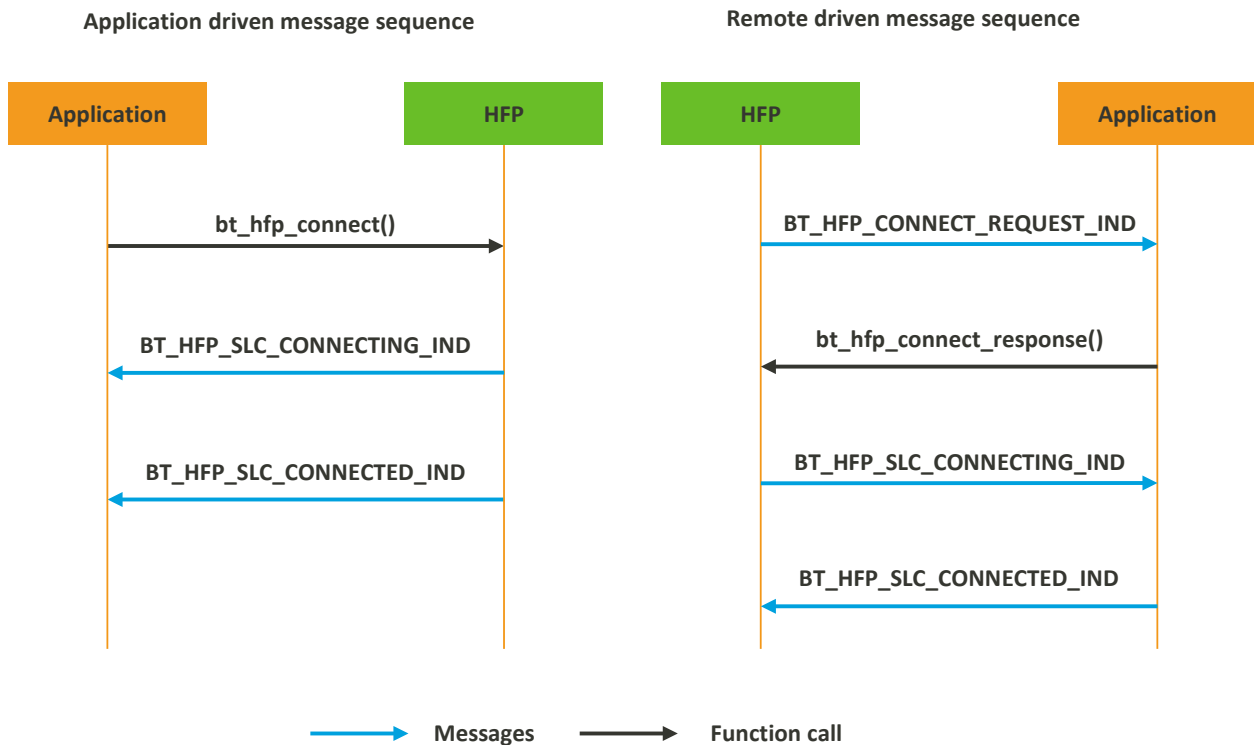 Application driven message sequence
Application
HFP
bt_hfp_connect()
BT_HFP_SLC_CONNECTING_IND
BT_HFP_SLC_CONNECTED_IND
Remote driven message sequence
HFP
Application
BT_HFP_CONNECT_REQUEST_IND
bt_hfp_connect_response()
BT_HFP_SLC_CONNECTING_IND
BT_HFP_SLC_CONNECTED_IND
Messages
Function call